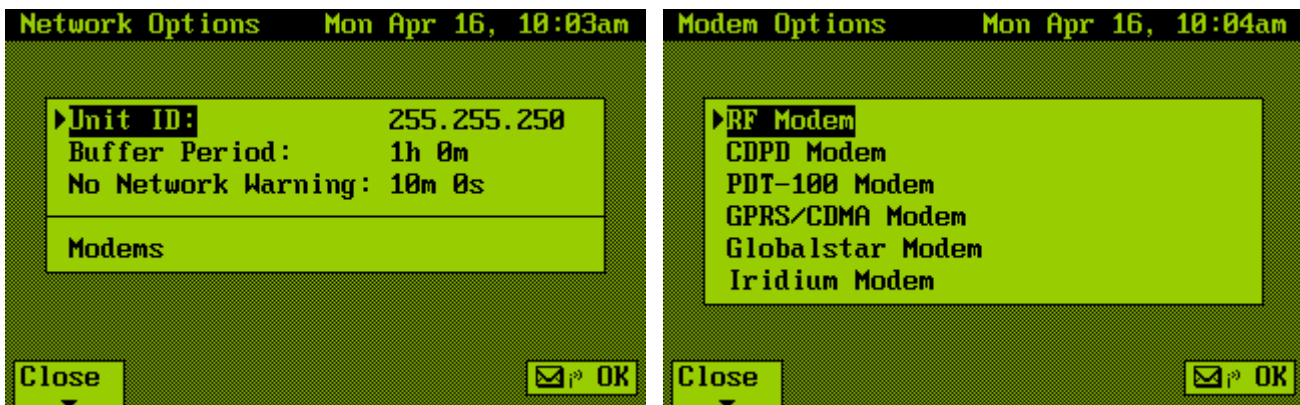 Network Options Mon Apr 16, 10:03am
Unit ID: 255.255.250
Buffer Period: 1h 0m
No Network Warning: 10m 0s
Modems
Close OK
Modem Options Mon Apr 16, 10:04am
RF Modem
CDPD Modem
PDT-100 Modem
GPRS/CDMA Modem
Globalstar Modem
Iridium Modem
Close OK